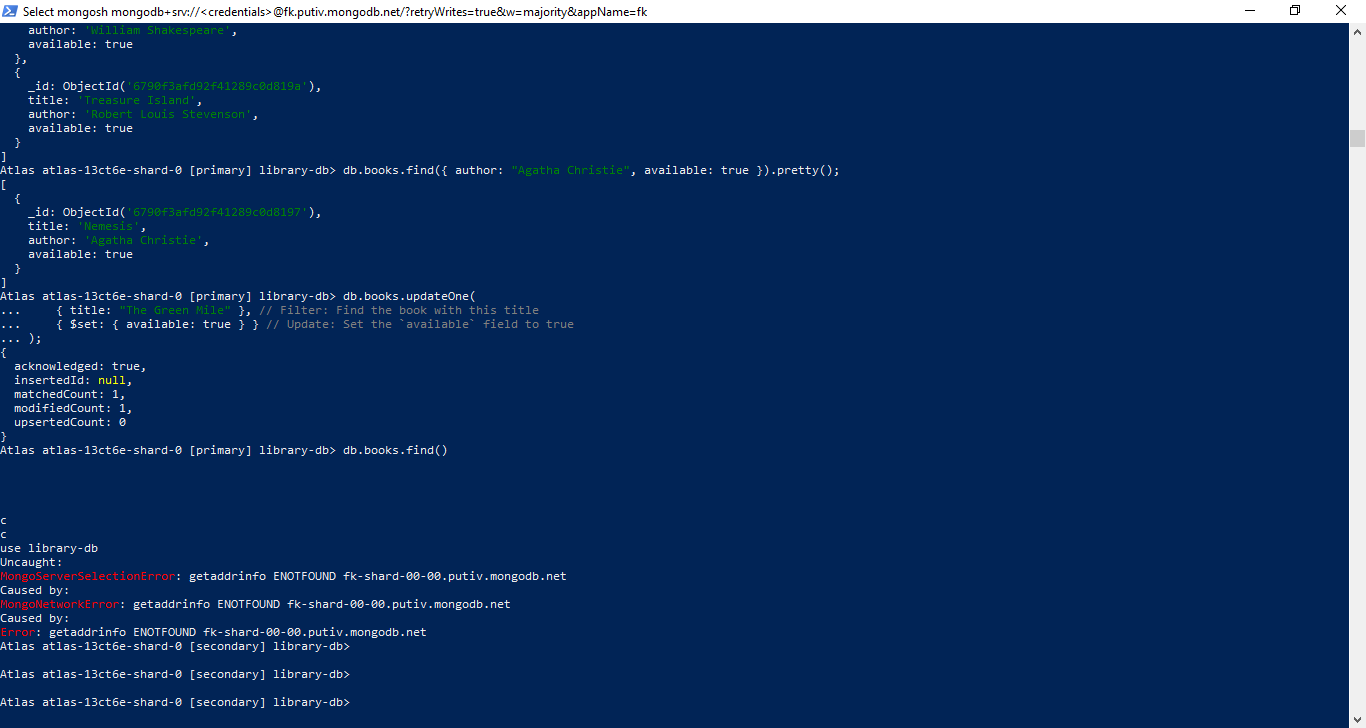 Select mongosh mongodb+srv://<credentials>@fk.putiv.mongodb.net/?retryWrites=true&w=majority&appName=fk
author: 'William Shakespeare',
available: true
},
{
_id: ObjectId('6790f3afd92f41289c0d819a'),
title: 'Treasure Island',
author: 'Robert Louis Stevenson',
available: true
}
]
Atlas atlas-13ct6e-shard-0 [primary] library-db> db.books.find({ author: "Agatha Christie", available: true }).pretty();
[
{
_id: ObjectId('6790f3afd92f41289c0d8197'),
title: 'Nemesis',
author: 'Agatha Christie',
available: true
}
]
Atlas atlas-13ct6e-shard-0 [primary] library-db> db.books.updateOne(
... { title: "The Green Mile" }, // Filter: Find the book with this title
... { $set: { available: true } } // Update: Set the `available` field to true
... );
{
acknowledged: true,
insertedId: null,
matchedCount: 1,
modifiedCount: 1,
upsertedCount: 0
}
Atlas atlas-13ct6e-shard-0 [primary] library-db> db.books.find()
c
c
use library-db
Uncaught:
MongoServerSelectionError: getaddrinfo ENOTFOUND fk-shard-00-00.putiv.mongodb.net
Caused by:
MongoNetworkError: getaddrinfo ENOTFOUND fk-shard-00-00.putiv.mongodb.net
Caused by:
Error: getaddrinfo ENOTFOUND fk-shard-00-00.putiv.mongodb.net
Atlas atlas-13ct6e-shard-0 [secondary] library-db>
Atlas atlas-13ct6e-shard-0 [secondary] library-db>
Atlas atlas-13ct6e-shard-0 [secondary] library-db>